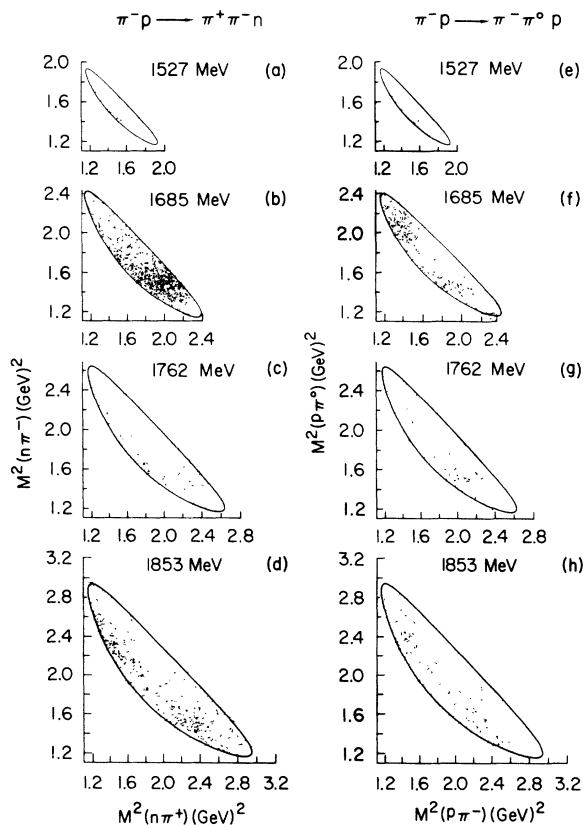 π⁻p → π⁺π⁻n
π⁻p → π⁻π°p
1527 MeV (a)
2.0
1.6
1.2
1.2 1.6 2.0
1527 MeV (e)
2.0
1.6
1.2
1.2 1.6 2.0
1685 MeV (b)
2.4
2.0
1.6
1.2
1.2 1.6 2.0 2.4
1685 MeV (f)
2.4
2.0
1.6
1.2
1.2 1.6 2.0 2.4
M²(nπ⁻)(GeV)²
M²(pπ°)(GeV)²
1762 MeV (c)
2.4
2.0
1.6
1.2
1.2 1.6 2.0 2.4 2.8
1762 MeV (g)
2.4
2.0
1.6
1.2
1.2 1.6 2.0 2.4 2.8
1853 MeV (d)
3.2
2.8
2.4
2.0
1.6
1.2
1.2 1.6 2.0 2.4 2.8 3.2
M²(nπ⁺)(GeV)²
1853 MeV (h)
3.2
2.8
2.4
2.0
1.6
1.2
1.2 1.6 2.0 2.4 2.8 3.2
M²(pπ⁻)(GeV)²